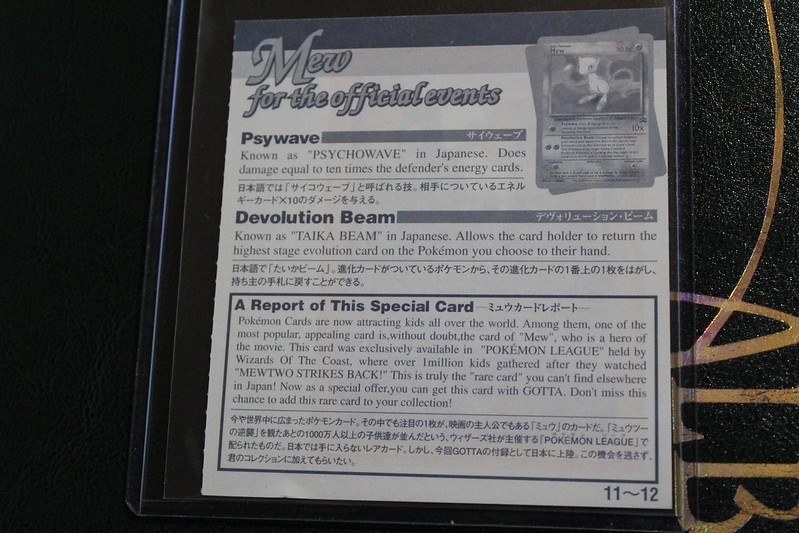 Mew
for the official events
Mew
10x
Psywave サイウェーブ
Known as "PSYCHOWAVE" in Japanese. Does
damage equal to ten times the defender's energy cards.
日本語では「サイコウェーブ」と呼ばれる技。相手についているエネル
ギーカード×10のダメージを与える。
Devolution Beam デヴォリューション・ビーム
Known as "TAIKA BEAM" in Japanese. Allows the card holder to return the
highest stage evolution card on the Pokémon you choose to their hand.
日本語で「たいかビーム」。進化カードがついているポケモンから、その進化カードの1番上の1枚をはがし、
持ち主の手札に戻すことができる。
A Report of This Special Card —ミュウカードレポート—
Pokémon Cards are now attracting kids all over the world. Among them, one of the
most popular, appealing card is,without doubt,the card of "Mew", who is a hero of
the movie. This card was exclusively available in "POKÉMON LEAGUE" held by
Wizards Of The Coast, where over 1million kids gathered after they watched
"MEWTWO STRIKES BACK!" This is truly the "rare card" you can't find elsewhere
in Japan! Now as a special offer,you can get this card with GOTTA. Don't miss this
chance to add this rare card to your collection!
今や世界中に広まったポケモンカード。その中でも注目の1枚が、映画の主人公でもある「ミュウ」のカードだ。「ミュウツー
の逆襲」を観たあとの1000万人以上の子供達が並んだという、ウィザーズ社が主催する「POKÉMON LEAGUE」で
配られたものだ。日本では手に入らないレアカード。しかし、今回GOTTAの付録として日本に上陸。この機会を逃さず、
君のコレクションに加えてもらいたい。
11〜12